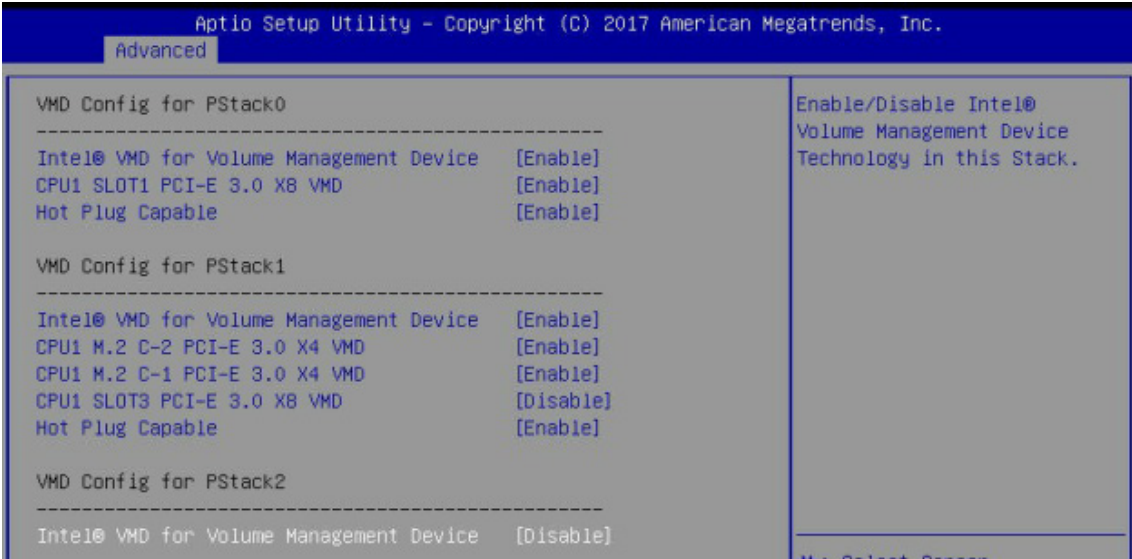 Aptio Setup Utility - Copyright (C) 2017 American Megatrends, Inc.
Advanced
VMD Config for PStack0
Intel® VMD for Volume Management Device [Enable]
CPU1 SLOT1 PCI-E 3.0 X8 VMD [Enable]
Hot Plug Capable [Enable]
VMD Config for PStack1
Intel® VMD for Volume Management Device [Enable]
CPU1 M.2 C-2 PCI-E 3.0 X4 VMD [Enable]
CPU1 M.2 C-1 PCI-E 3.0 X4 VMD [Enable]
CPU1 SLOT3 PCI-E 3.0 X8 VMD [Disable]
Hot Plug Capable [Enable]
VMD Config for PStack2
Intel® VMD for Volume Management Device [Disable]
Enable/Disable Intel®
Volume Management Device
Technology in this Stack.